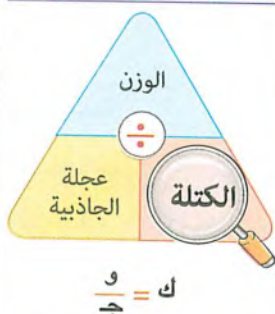 الوزن
÷
عجلة
الجاذبية
الكتلة
ك = و / جـ